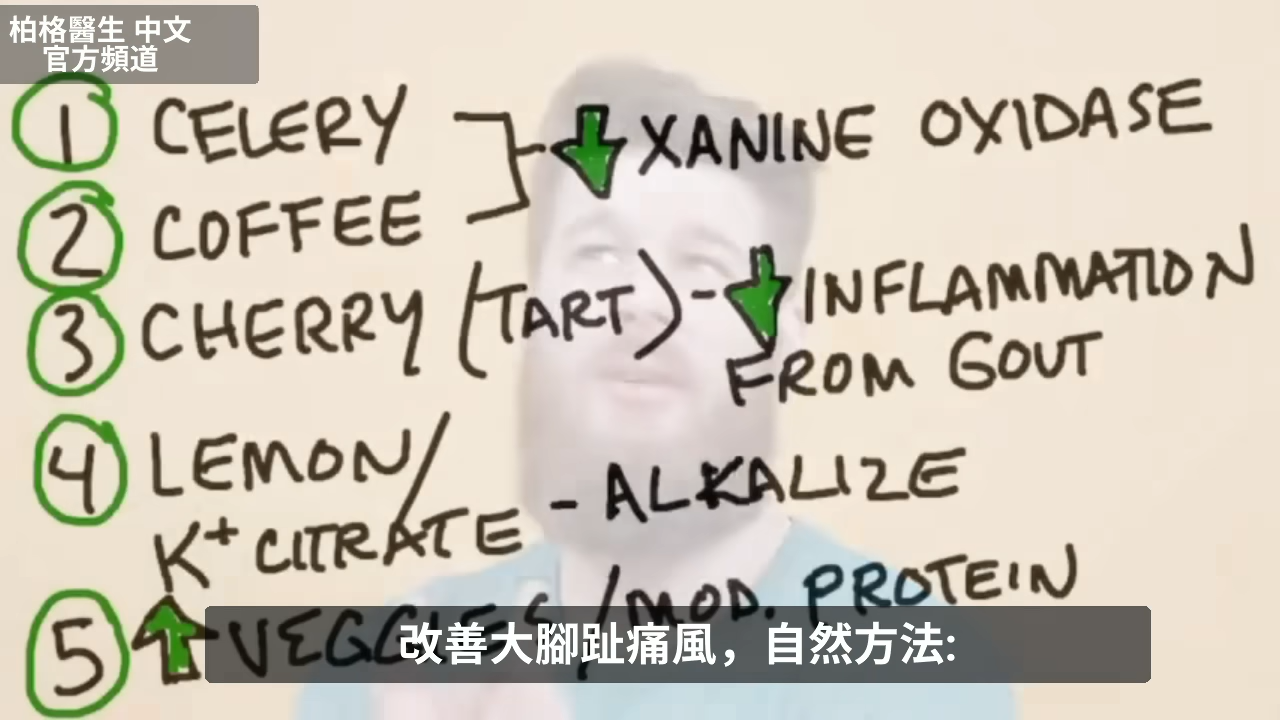 柏格醫生 中文
官方頻道
1 CELERY ↓ XANINE OXIDASE
2 COFFEE
3 CHERRY (TART) - ↓ INFLAMMATION
FROM GOUT
4 LEMON/
K+ CITRATE - ALKALIZE
5 ↑ VEGGIES/MOD. PROTEIN
改善大腳趾痛風，自然方法: